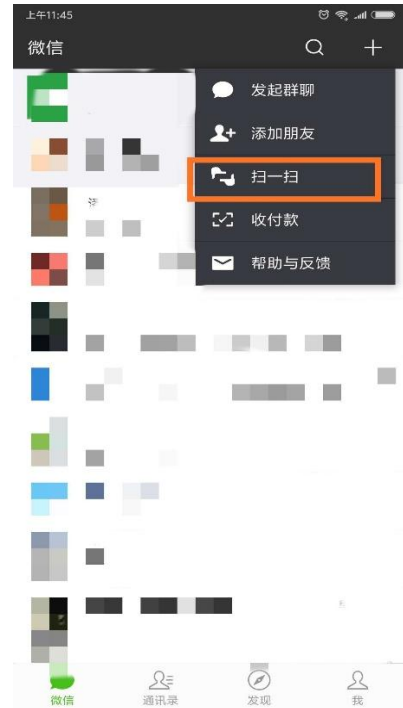 上午11:45
微信
发起群聊
添加朋友
扫一扫
收付款
帮助与反馈
微信
通讯录
发现
我